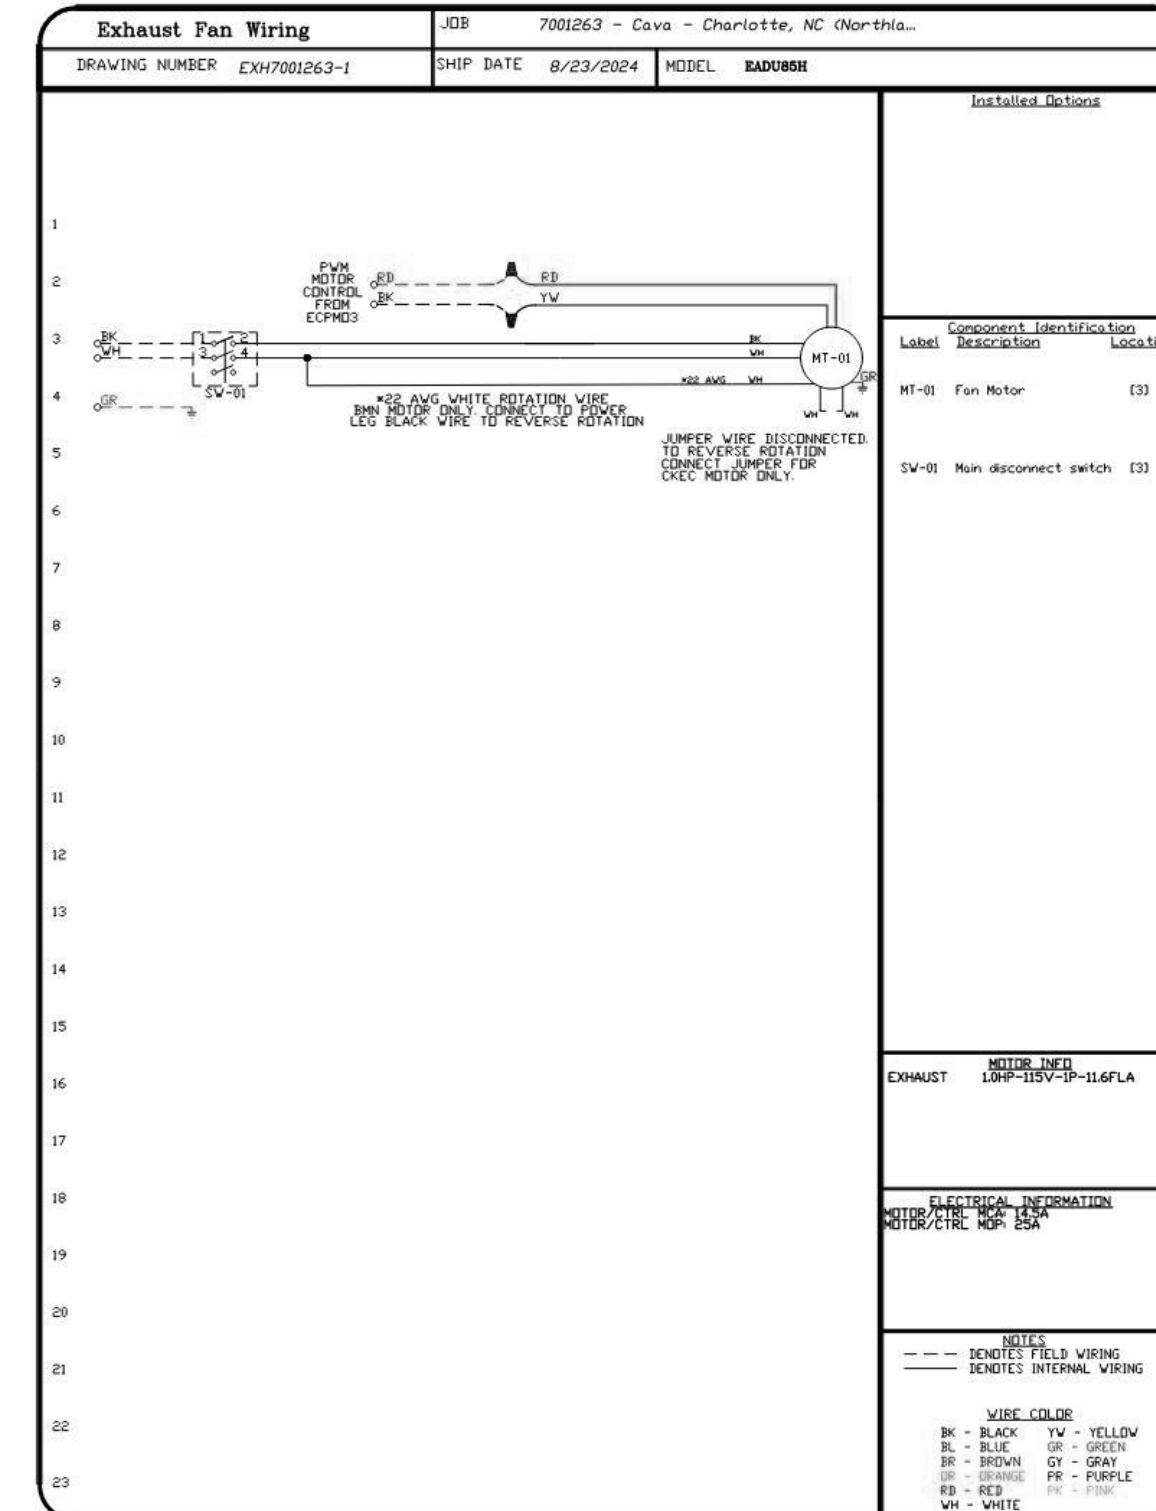 Exhaust Fan Wiring
JOB 7001263 - Cava - Charlotte, NC (Northla...
DRAWING NUMBER EXH7001263-1
SHIP DATE 8/23/2024
MODEL EADU85H
Installed Options
1
2
PWM
MOTOR
CONTROL
FROM
ECPM03
RD
BK
RD
YW
3
BK
WH
1 2
3 4
SW-01
BK
WH
MT-01
*22 AWG WH
GR
4
GR
WH WH
*22 AWG WHITE ROTATION WIRE
BMN MOTOR ONLY. CONNECT TO POWER
LEG BLACK WIRE TO REVERSE ROTATION
JUMPER WIRE DISCONNECTED.
TO REVERSE ROTATION
CONNECT JUMPER FOR
CKEC MOTOR ONLY.
5
6
7
8
9
10
11
12
13
14
15
16
17
18
19
20
21
22
23
Component Identification
Label Description Locati
MT-01 Fan Motor [3]
SW-01 Main disconnect switch [3]
MOTOR INFO
EXHAUST 1.0HP-115V-1P-11.6FLA
ELECTRICAL INFORMATION
MOTOR/CTRL MCA: 14.5A
MOTOR/CTRL MOP: 25A
NOTES
DENOTES FIELD WIRING
DENOTES INTERNAL WIRING
WIRE COLOR
BK - BLACK YW - YELLOW
BL - BLUE GR - GREEN
BR - BROWN GY - GRAY
OR - ORANGE PR - PURPLE
RD - RED PK - PINK
WH - WHITE